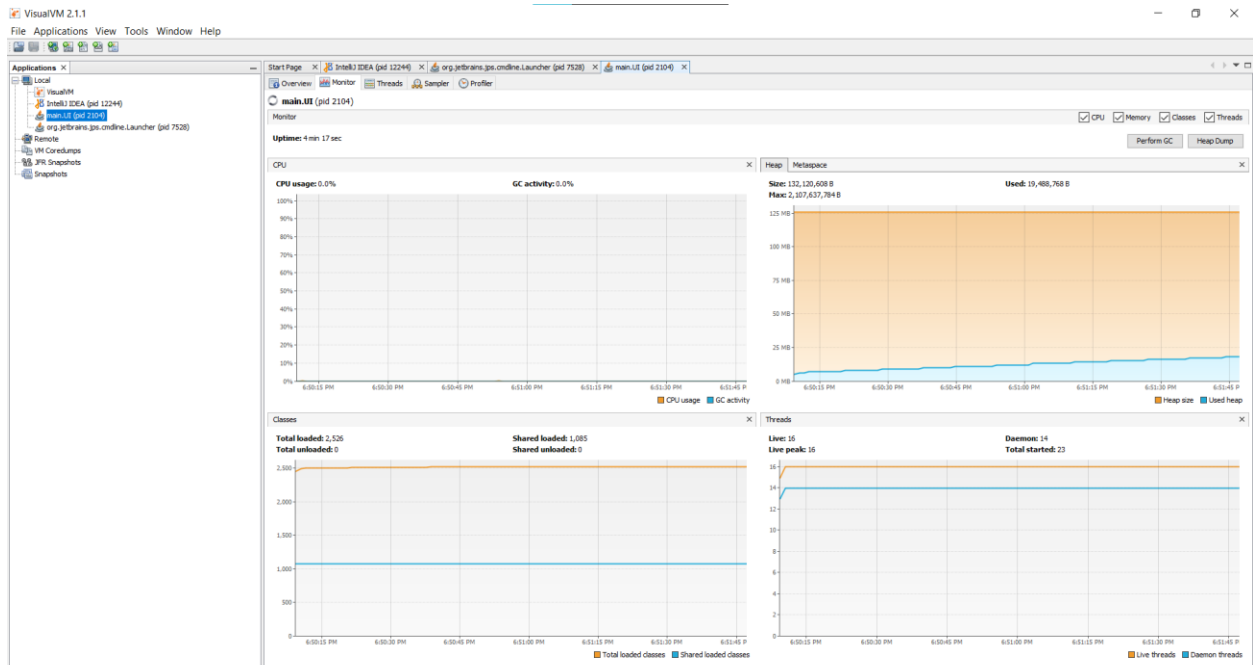 VisualVM 2.1.1
File Applications View Tools Window Help
Applications
Local
VisualVM
IntelliJ IDEA (pid 12244)
main.UI (pid 2104)
org.jetbrains.jps.cmdline.Launcher (pid 7528)
Remote
VM Coredumps
JFR Snapshots
Snapshots
Start Page IntelliJ IDEA (pid 12244) org.jetbrains.jps.cmdline.Launcher (pid 7528) main.UI (pid 2104)
Overview Monitor Threads Sampler Profiler
main.UI (pid 2104)
Monitor CPU Memory Classes Threads
Uptime: 4 min 17 sec Perform GC Heap Dump
CPU
CPU usage: 0.0% GC activity: 0.0%
100%
90%
80%
70%
60%
50%
40%
30%
20%
10%
0%
6:50:15 PM 6:50:30 PM 6:50:45 PM 6:51:00 PM 6:51:15 PM 6:51:30 PM 6:51:45 P
CPU usage GC activity
Heap Metaspace
Size: 132,120,608 B Used: 19,488,768 B
Max: 2,107,637,784 B
125 MB
100 MB
75 MB
50 MB
25 MB
0 MB
6:50:15 PM 6:50:30 PM 6:50:45 PM 6:51:00 PM 6:51:15 PM 6:51:30 PM 6:51:45 P
Heap size Used heap
Classes
Total loaded: 2,526 Shared loaded: 1,085
Total unloaded: 0 Shared unloaded: 0
2,500
2,000
1,500
1,000
500
0
6:50:15 PM 6:50:30 PM 6:50:45 PM 6:51:00 PM 6:51:15 PM 6:51:30 PM 6:51:45 P
Total loaded classes Shared loaded classes
Threads
Live: 16 Daemon: 14
Live peak: 16 Total started: 23
16
14
12
10
8
6
4
2
0
6:50:15 PM 6:50:30 PM 6:50:45 PM 6:51:00 PM 6:51:15 PM 6:51:30 PM 6:51:45 P
Live threads Daemon threads